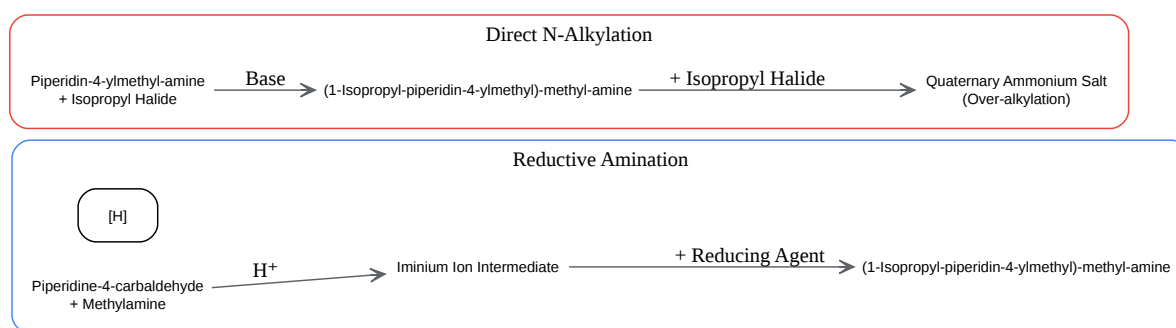 Direct N-Alkylation
Piperidin-4-ylmethyl-amine
+ Isopropyl Halide
Base
(1-Isopropyl-piperidin-4-ylmethyl)-methyl-amine
+ Isopropyl Halide
Quaternary Ammonium Salt
(Over-alkylation)
Reductive Amination
[H]
Piperidine-4-carbaldehyde
+ Methylamine
H⁺
Iminium Ion Intermediate
+ Reducing Agent
(1-Isopropyl-piperidin-4-ylmethyl)-methyl-amine